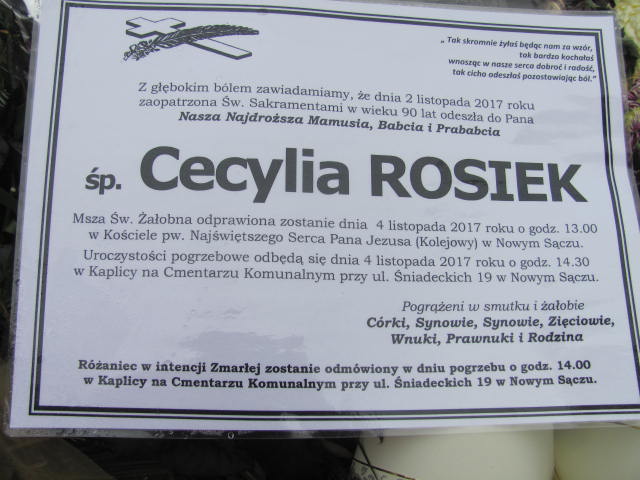 „ Tak skromnie żyłaś będąc nam za wzór,
tak bardzo kochałaś
wnosząc w nasze serca dobroć i radość,
tak cicho odeszłaś pozostawiając ból.”
Z głębokim bólem zawiadamiamy, że dnia 2 listopada 2017 roku
zaopatrzona Św. Sakramentami w wieku 90 lat odeszła do Pana
Nasza Najdroższa Mamusia, Babcia i Prababcia
śp. Cecylia ROSIEK
Msza Św. Żałobna odprawiona zostanie dnia 4 listopada 2017 roku o godz. 13.00
w Kościele pw. Najświętszego Serca Pana Jezusa (Kolejowy) w Nowym Sączu.
Uroczystości pogrzebowe odbędą się dnia 4 listopada 2017 roku o godz. 14.30
w Kaplicy na Cmentarzu Komunalnym przy ul. Śniadeckich 19 w Nowym Sączu.
Pogrążeni w smutku i żałobie
Córki, Synowie, Synowie, Zięciowie,
Wnuki, Prawnuki i Rodzina
Różaniec w intencji Zmarłej zostanie odmówiony w dniu pogrzebu o godz. 14.00
w Kaplicy na Cmentarzu Komunalnym przy ul. Śniadeckich 19 w Nowym Sączu.